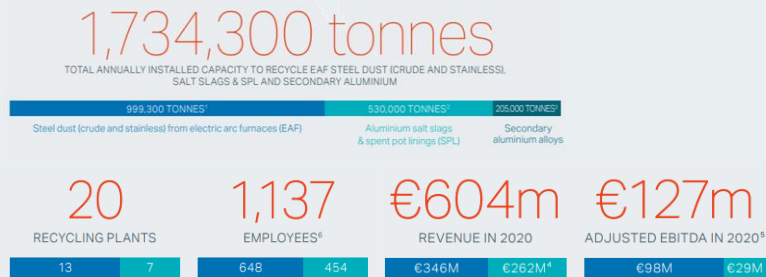 1,734,300 tonnes
TOTAL ANNUALLY INSTALLED CAPACITY TO RECYCLE EAF STEEL DUST (CRUDE AND STAINLESS),
SALT SLAGS & SPL AND SECONDARY ALUMINIUM
999,300 TONNES¹ 530,000 TONNES² 205,000 TONNES³
Steel dust (crude and stainless) from electric arc furnaces (EAF) Aluminium salt slags Secondary
& spent pot linings (SPL) aluminium alloys
20 1,137 €604m €127m
RECYCLING PLANTS EMPLOYEES⁶ REVENUE IN 2020 ADJUSTED EBITDA IN 2020⁵
13 7 648 454 €346M €262M⁴ €98M €29M